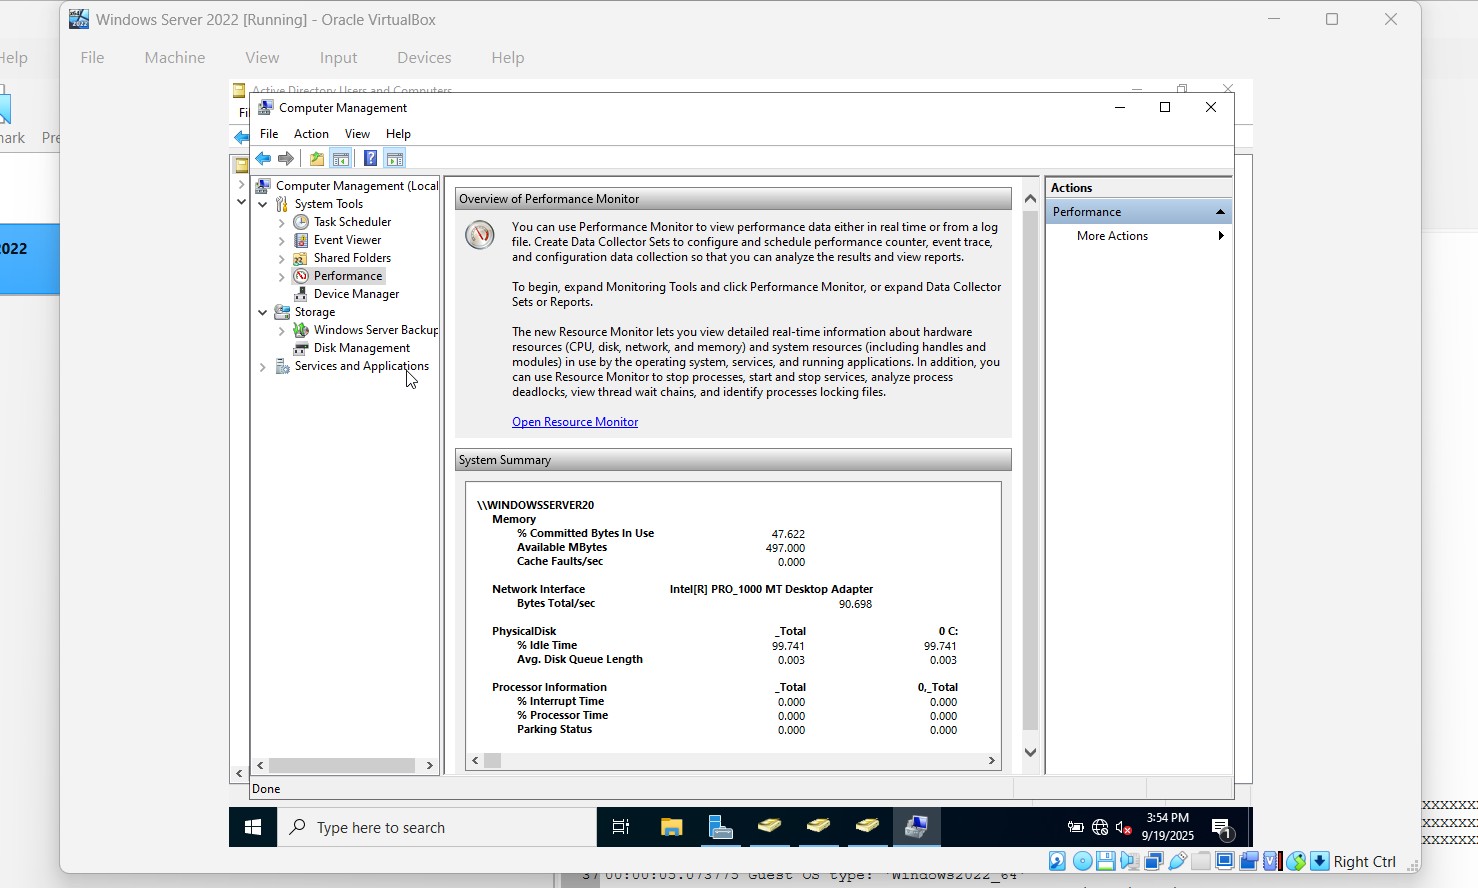 Windows Server 2022 [Running] - Oracle VirtualBox
Help
File Machine View Input Devices Help
Active Directory Users and Computers
Computer Management
File Action View Help
Computer Management (Local
System Tools
Task Scheduler
Event Viewer
Shared Folders
Performance
Device Manager
Storage
Windows Server Backup
Disk Management
Services and Applications
Overview of Performance Monitor
You can use Performance Monitor to view performance data either in real time or from a log
file. Create Data Collector Sets to configure and schedule performance counter, event trace,
and configuration data collection so that you can analyze the results and view reports.
To begin, expand Monitoring Tools and click Performance Monitor, or expand Data Collector
Sets or Reports.
The new Resource Monitor lets you view detailed real-time information about hardware
resources (CPU, disk, network, and memory) and system resources (including handles and
modules) in use by the operating system, services, and running applications. In addition, you
can use Resource Monitor to stop processes, start and stop services, analyze process
deadlocks, view thread wait chains, and identify processes locking files.
Open Resource Monitor
System Summary
\\WINDOWSSERVER20
Memory
% Committed Bytes In Use 47.622
Available MBytes 497.000
Cache Faults/sec 0.000
Network Interface Intel[R] PRO_1000 MT Desktop Adapter
Bytes Total/sec 90.698
PhysicalDisk _Total 0 C:
% Idle Time 99.741 99.741
Avg. Disk Queue Length 0.003 0.003
Processor Information _Total 0,_Total
% Interrupt Time 0.000 0.000
% Processor Time 0.000 0.000
Parking Status 0.000 0.000
Actions
Performance
More Actions
Done
Type here to search
3:54 PM
9/19/2025
1
Right Ctrl
2022
xxxxxx
xxxxxx
xxxxxx
37 00:00:05.073775 Guest OS type: 'Windows2022_64'